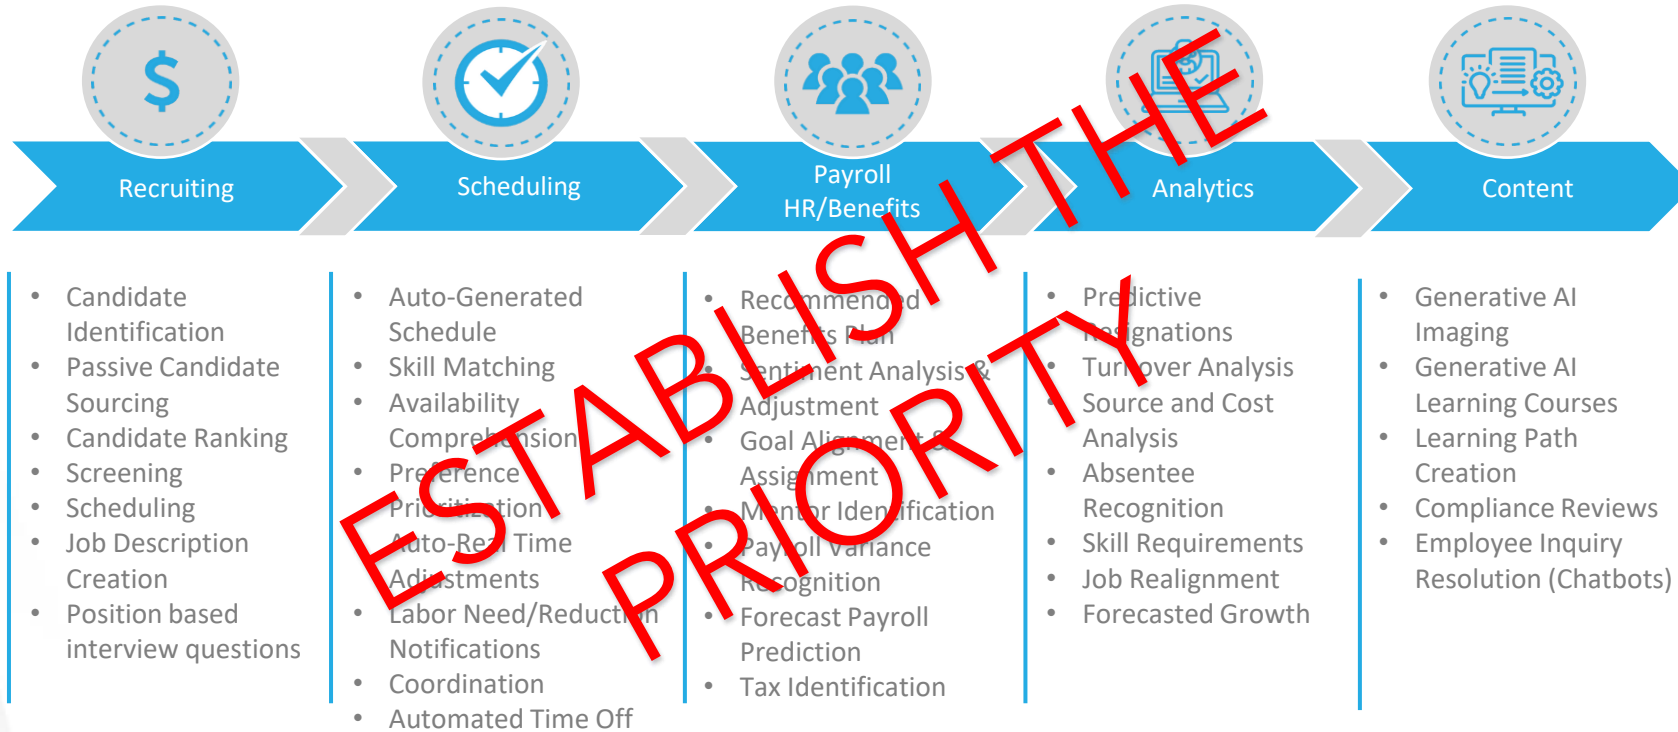 $
Recruiting
Scheduling
Payroll
HR/Benefits
Analytics
Content
• Candidate
Identification
• Passive Candidate
Sourcing
• Candidate Ranking
• Screening
• Scheduling
• Job Description
Creation
• Position based
interview questions
• Auto-Generated
Schedule
• Skill Matching
• Availability
Comprehension
• Preference
Prioritization
• Auto-Real Time
Adjustments
• Labor Need/Reduction
Notifications
• Coordination
• Automated Time Off
• Recommended
Benefits Plan
• Sentiment Analysis &
Adjustment
• Goal Alignment &
Assignment
• Mentor Identification
• Payroll Variance
Recognition
• Forecast Payroll
Prediction
• Tax Identification
• Predictive
Resignations
• Turnover Analysis
• Source and Cost
Analysis
• Absentee
Recognition
• Skill Requirements
• Job Realignment
• Forecasted Growth
• Generative AI
Imaging
• Generative AI
Learning Courses
• Learning Path
Creation
• Compliance Reviews
• Employee Inquiry
Resolution (Chatbots)
ESTABLISH THE
PRIORITY